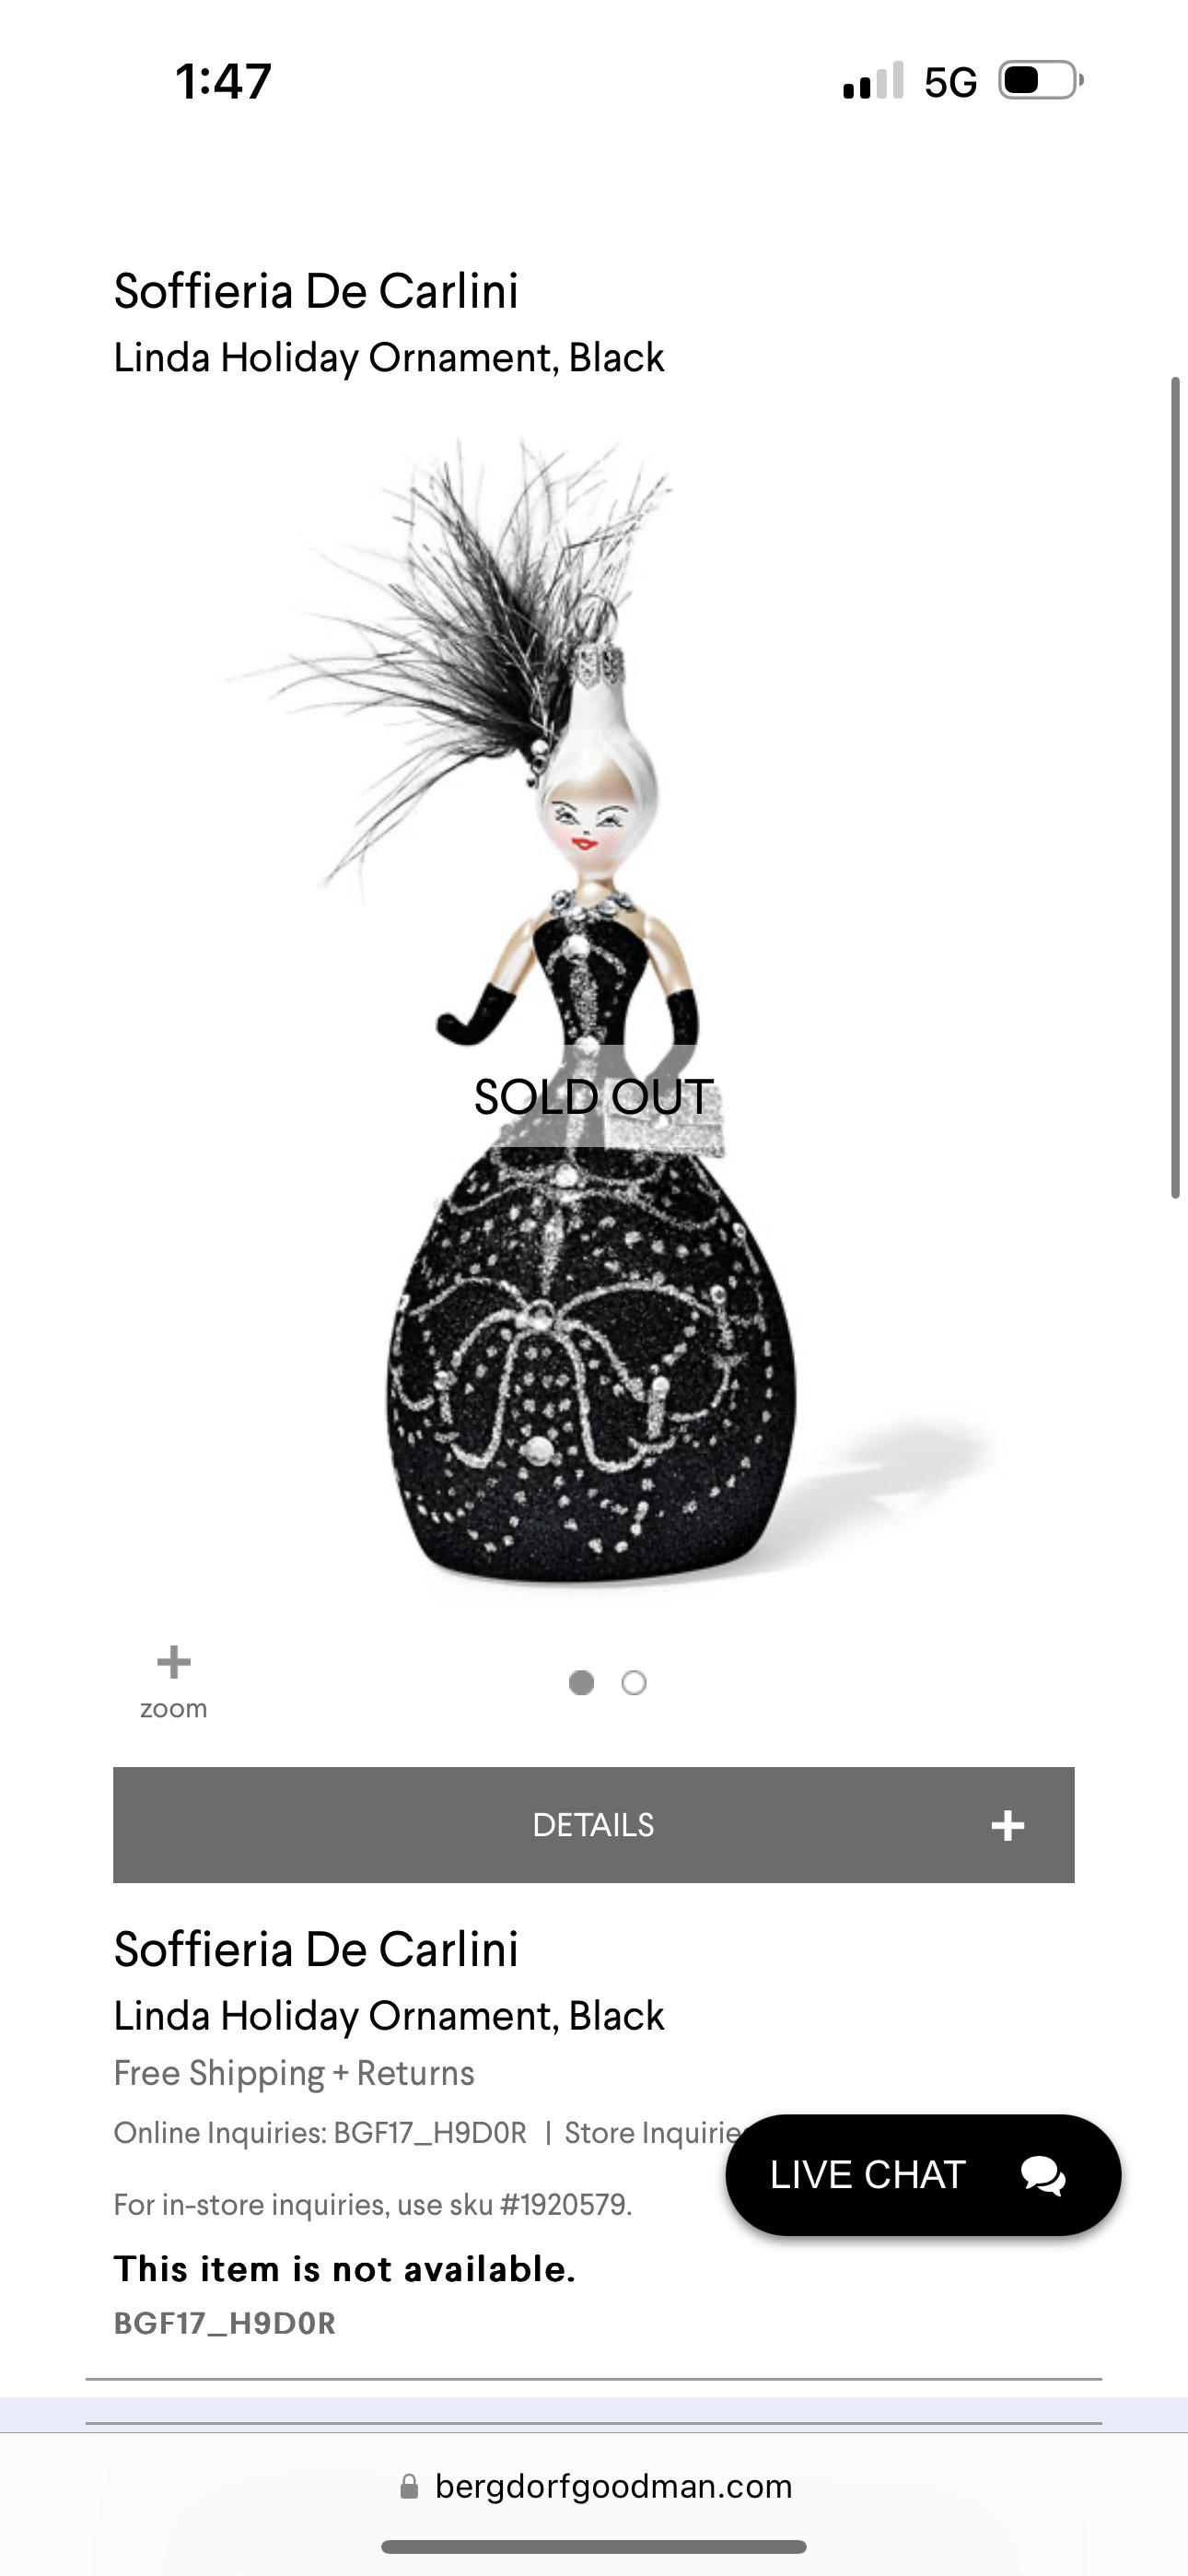 1:47
5G
Soffieria De Carlini
Linda Holiday Ornament, Black
SOLD OUT
zoom
DETAILS
Soffieria De Carlini
Linda Holiday Ornament, Black
Free Shipping + Returns
Online Inquiries: BGF17_H9D0R | Store
LIVE CHAT
For in-store inquiries, use sku #1920579.
This item is not available.
BGF17_H9D0R
bergdorfgoodman.com